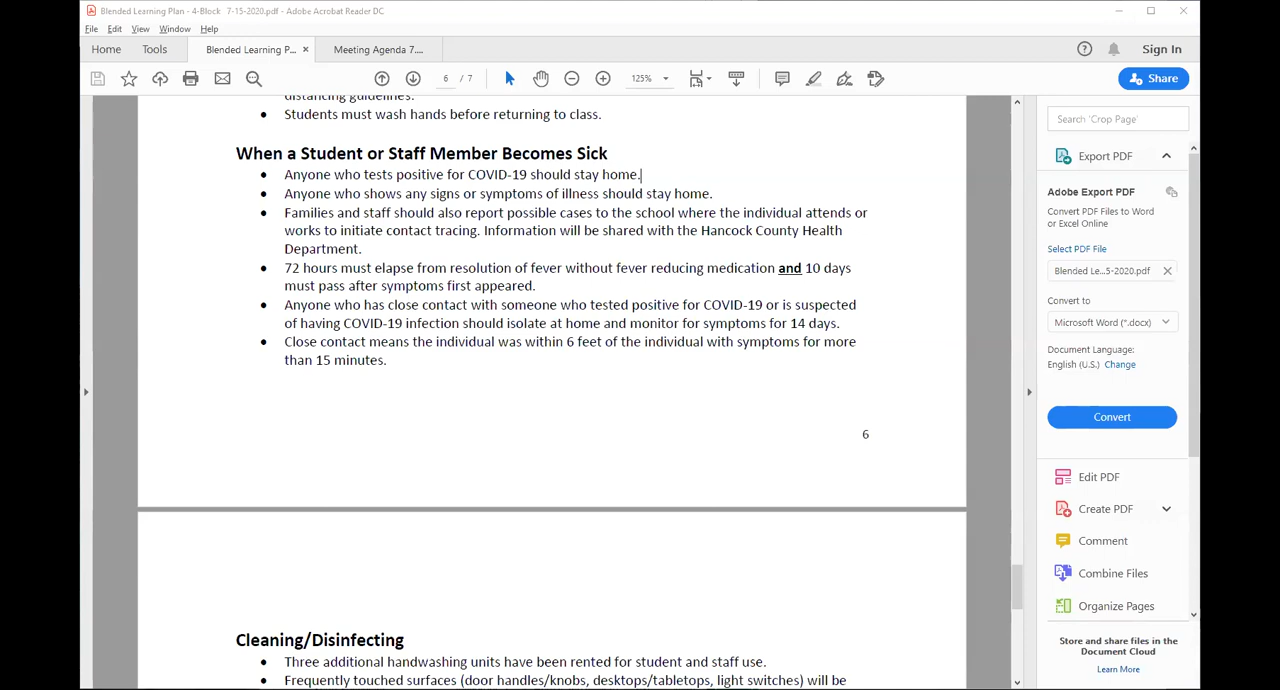 Blended Learning Plan - 4-Block 7-15-2020.pdf - Adobe Acrobat Reader DC
File Edit View Window Help
Home Tools Blended Learning P... × Meeting Agenda 7.... Sign In
6 / 7 125% Share
distancing guidelines.
• Students must wash hands before returning to class.
When a Student or Staff Member Becomes Sick
• Anyone who tests positive for COVID-19 should stay home.
• Anyone who shows any signs or symptoms of illness should stay home.
• Families and staff should also report possible cases to the school where the individual attends or
works to initiate contact tracing. Information will be shared with the Hancock County Health
Department.
• 72 hours must elapse from resolution of fever without fever reducing medication and 10 days
must pass after symptoms first appeared.
• Anyone who has close contact with someone who tested positive for COVID-19 or is suspected
of having COVID-19 infection should isolate at home and monitor for symptoms for 14 days.
• Close contact means the individual was within 6 feet of the individual with symptoms for more
than 15 minutes.
6
Cleaning/Disinfecting
• Three additional handwashing units have been rented for student and staff use.
• Frequently touched surfaces (door handles/knobs, desktops/tabletops, light switches) will be
Search 'Crop Page'
Export PDF
Adobe Export PDF
Convert PDF Files to Word
or Excel Online
Select PDF File
Blended Le...5-2020.pdf
Convert to
Microsoft Word (*.docx)
Document Language:
English (U.S.) Change
Convert
Edit PDF
Create PDF
Comment
Combine Files
Organize Pages
Store and share files in the
Document Cloud
Learn More